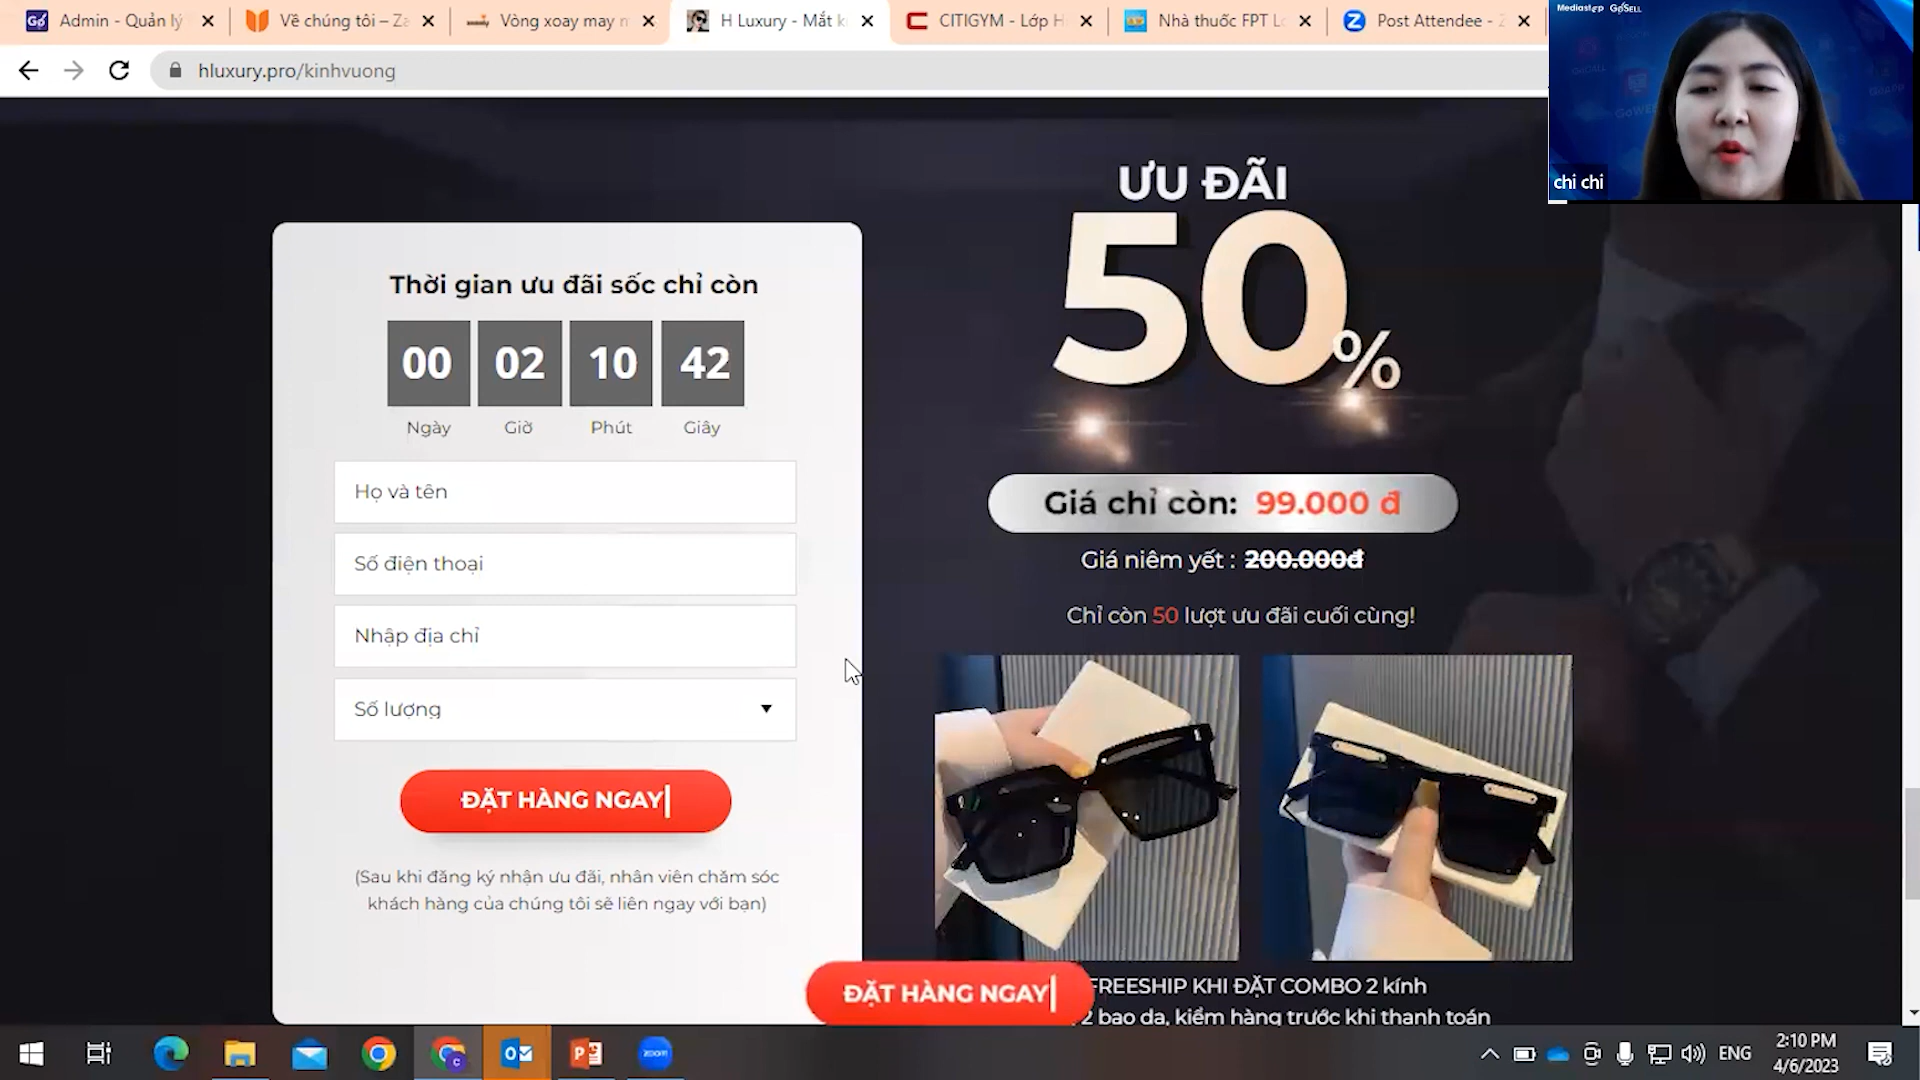 Admin - Quản lý
Về chúng tôi – Za
Vòng xoay may m
H Luxury - Mắt k
CITIGYM - Lớp H
Nhà thuốc FPT Lo
Post Attendee - Z
hluxury.pro/kinhvuong
Mediastep GoSELL
chi chi
Thời gian ưu đãi sốc chỉ còn
00 02 10 42
Ngày Giờ Phút Giây
Họ và tên
Số điện thoại
Nhập địa chỉ
Số lượng
ĐẶT HÀNG NGAY
(Sau khi đăng ký nhận ưu đãi, nhân viên chăm sóc
khách hàng của chúng tôi sẽ liên ngay với bạn)
ƯU ĐÃI
50%
Giá chỉ còn: 99.000 đ
Giá niêm yết : 200.000đ
Chỉ còn 50 lượt ưu đãi cuối cùng!
FREESHIP KHI ĐẶT COMBO 2 kính
2 bao da, kiểm hàng trước khi thanh toán
ĐẶT HÀNG NGAY
zoom
ENG
2:10 PM
4/6/2023